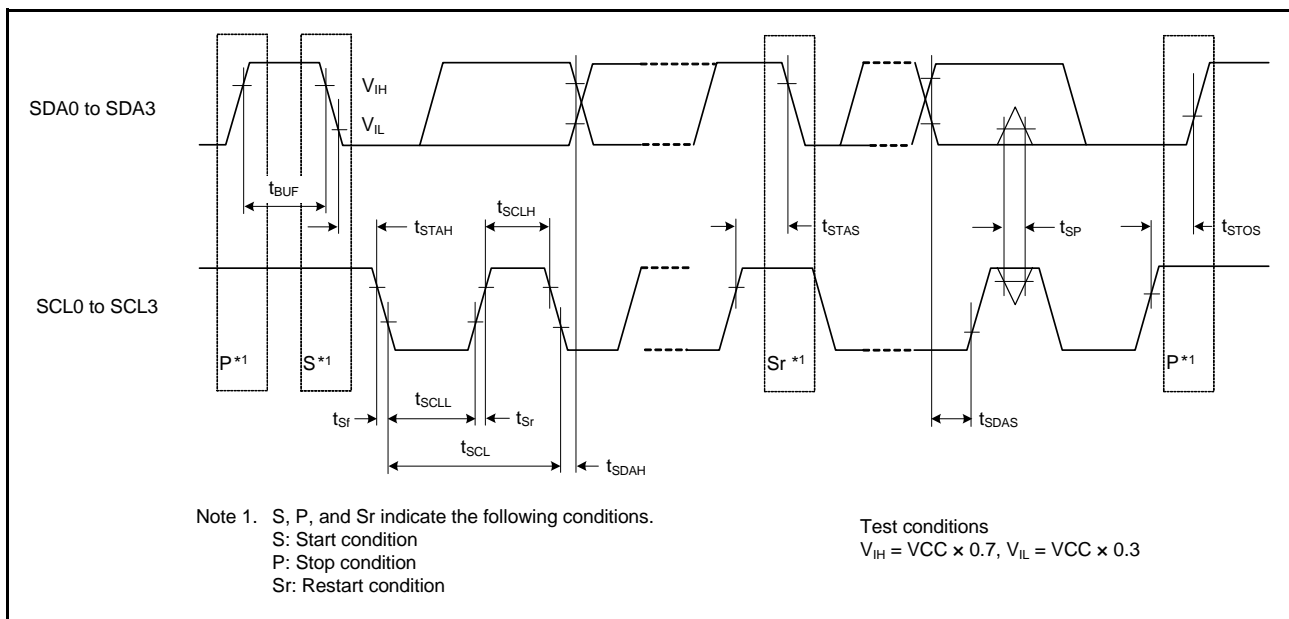 SDA0 to SDA3
VIH
VIL
tBUF
tSTAH
tSCLH
tSTAS
tSP
tSTOS
SCL0 to SCL3
P*1
S*1
Sr *1
P*1
tSf
tSCLL
tSr
tSDAS
tSCL
tSDAH
Note 1. S, P, and Sr indicate the following conditions.
S: Start condition
P: Stop condition
Sr: Restart condition
Test conditions
VIH = VCC × 0.7, VIL = VCC × 0.3